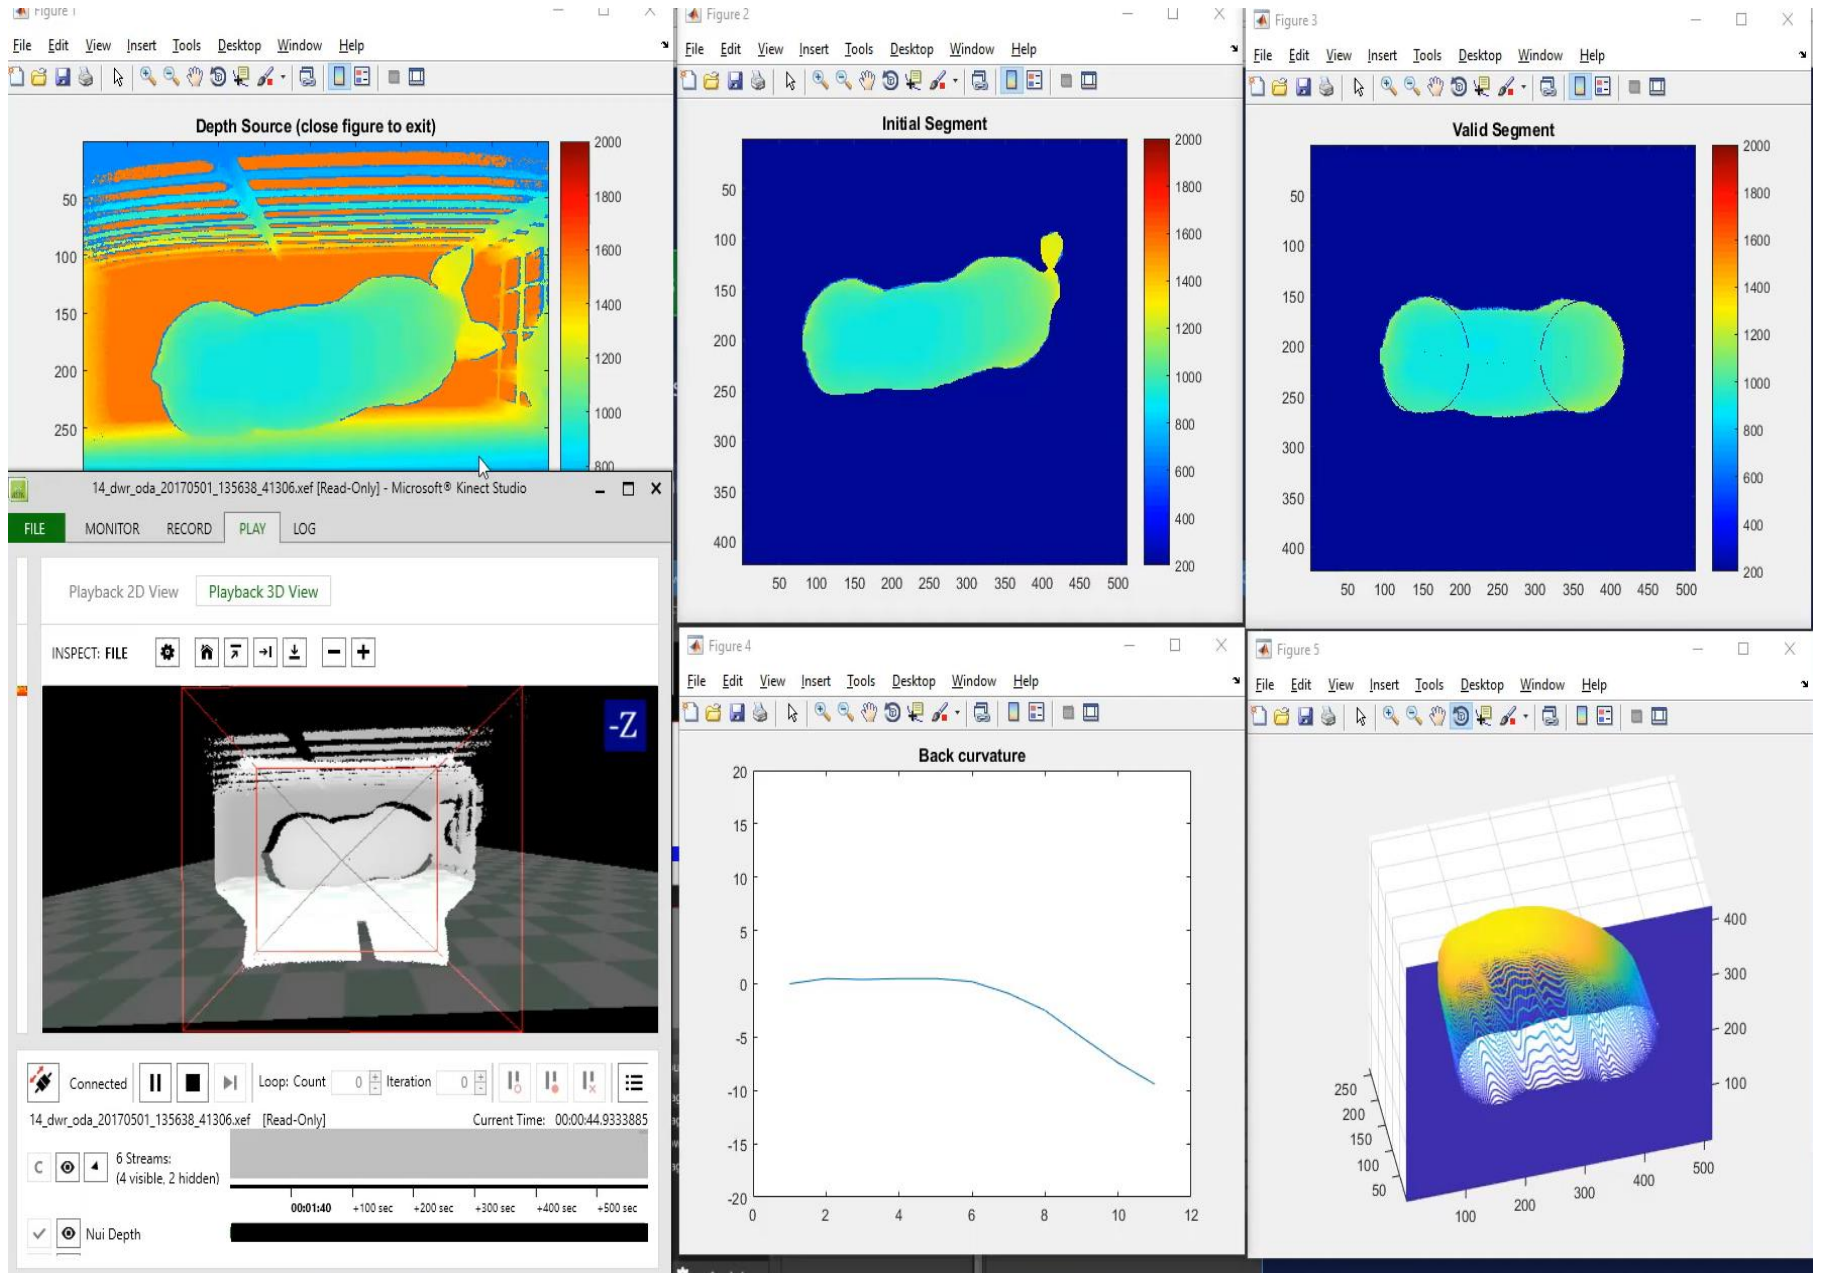 Figure 1
File Edit View Insert Tools Desktop Window Help
Depth Source (close figure to exit)
2000
1800
1600
1400
1200
1000
800
50
100
150
200
250
Figure 2
File Edit View Insert Tools Desktop Window Help
Initial Segment
50
100
150
200
250
300
350
400
50 100 150 200 250 300 350 400 450 500
2000
1800
1600
1400
1200
1000
800
600
400
200
Figure 3
File Edit View Insert Tools Desktop Window Help
Valid Segment
50
100
150
200
250
300
350
400
50 100 150 200 250 300 350 400 450 500
2000
1800
1600
1400
1200
1000
800
600
400
200
14_dwr_oda_20170501_135638_41306.xef [Read-Only] - Microsoft® Kinect Studio
FILE MONITOR RECORD PLAY LOG
Playback 2D View Playback 3D View
INSPECT: FILE
-Z
Connected Loop: Count 0 Iteration 0
14_dwr_oda_20170501_135638_41306.xef [Read-Only] Current Time: 00:00:44.9333885
C 6 Streams:
(4 visible, 2 hidden)
00:01:40 +100 sec +200 sec +300 sec +400 sec +500 sec
Nui Depth
Figure 4
File Edit View Insert Tools Desktop Window Help
Back curvature
20
15
10
5
0
-5
-10
-15
-20
0 2 4 6 8 10 12
Figure 5
File Edit View Insert Tools Desktop Window Help
400
300
200
100
250
200
150
100
50
100 200 300 400 500